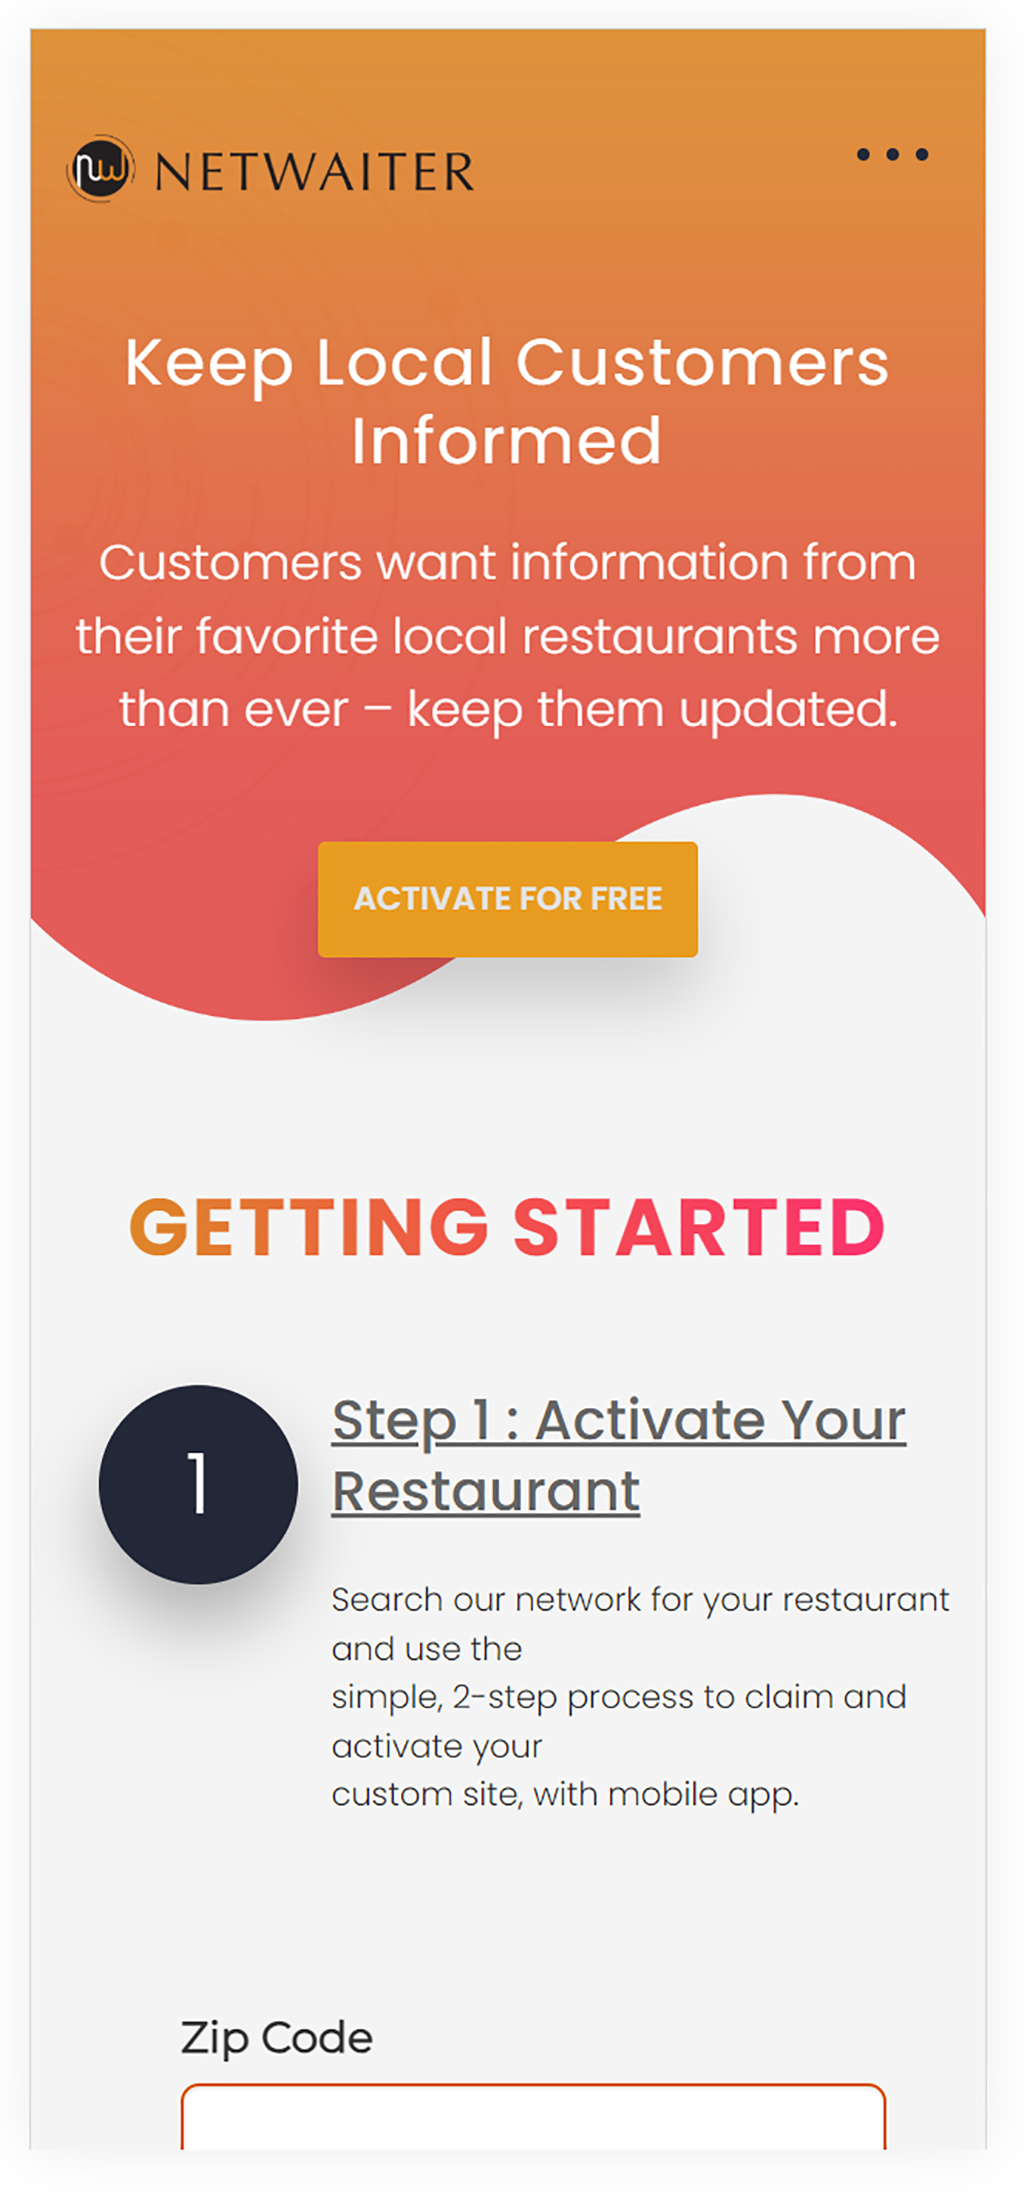 nw NETWAITER
Keep Local Customers
Informed
Customers want information from
their favorite local restaurants more
than ever – keep them updated.
ACTIVATE FOR FREE
GETTING STARTED
1
Step 1 : Activate Your
Restaurant
Search our network for your restaurant
and use the
simple, 2-step process to claim and
activate your
custom site, with mobile app.
Zip Code